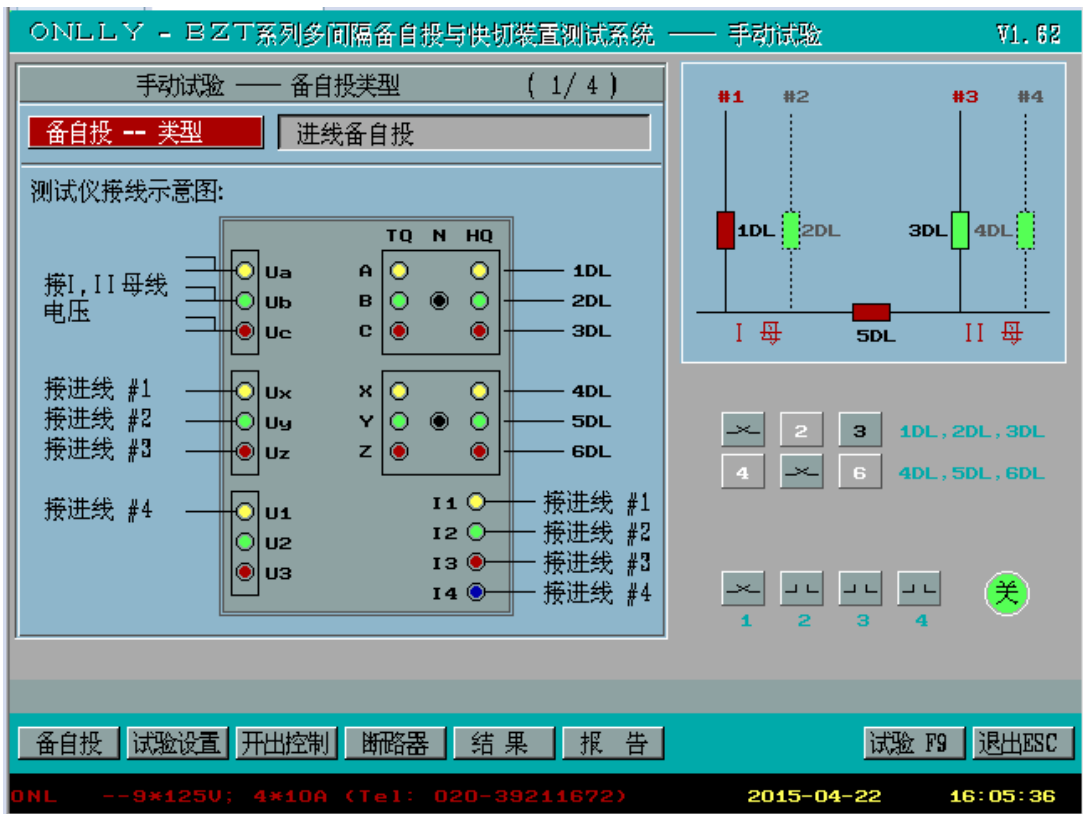 ONLLY - BZT系列多间隔备自投与快切装置测试系统 —— 手动试验 V1.62
手动试验 —— 备自投类型 ( 1/ 4 )
备自投 -- 类型 进线备自投
测试仪接线示意图:
TQ N HQ
接I,II母线
电压
Ua A 1DL
Ub B 2DL
Uc C 3DL
接进线 #1 Ux X 4DL
接进线 #2 Uy Y 5DL
接进线 #3 Uz Z 6DL
接进线 #4 U1 I1 接进线 #1
U2 I2 接进线 #2
U3 I3 接进线 #3
I4 接进线 #4
#1 #2 #3 #4
1DL 2DL 3DL 4DL
I 母 5DL II 母
2 3 1DL,2DL,3DL
4 6 4DL,5DL,6DL
关
1 2 3 4
备自投 试验设置 开出控制 断路器 结 果 报 告 试验 F9 退出ESC
ONL --9*125V; 4*10A (Tel: 020-39211672) 2015-04-22 16:05:36